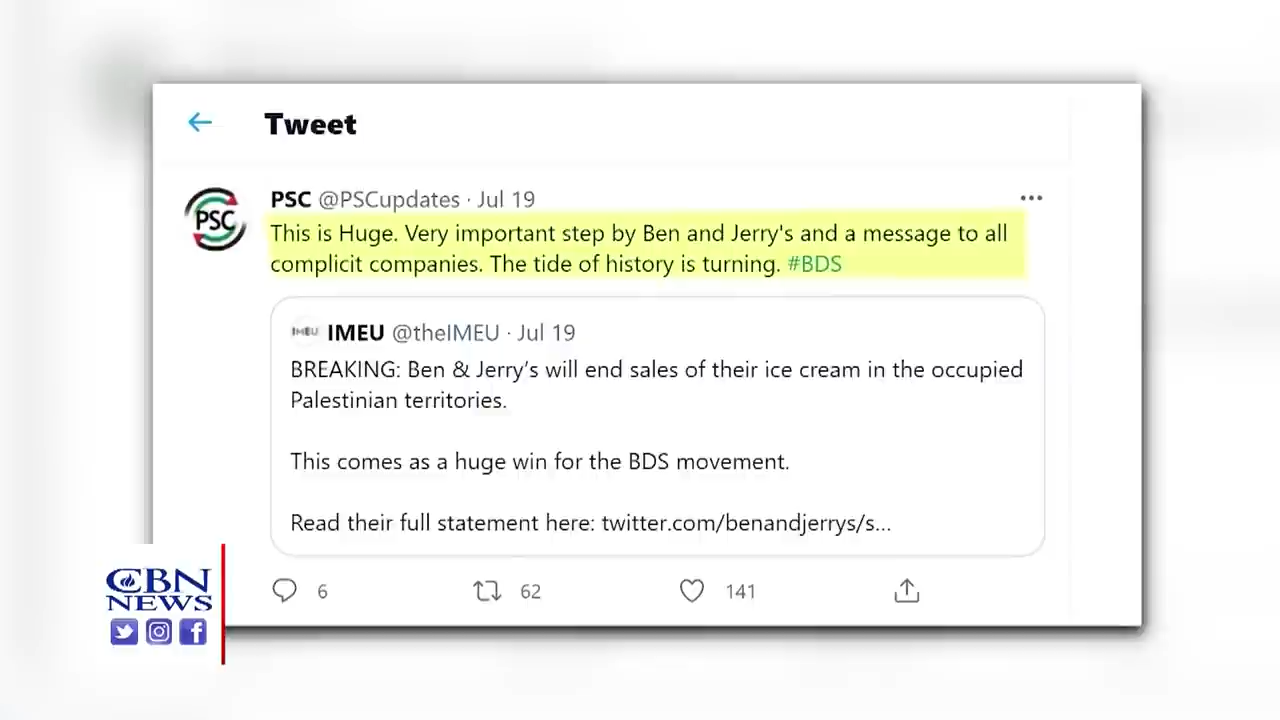 Tweet
PSC @PSCupdates · Jul 19
PSC
This is Huge. Very important step by Ben and Jerry's and a message to all
complicit companies. The tide of history is turning. #BDS
IMEU IMEU @theIMEU · Jul 19
BREAKING: Ben & Jerry’s will end sales of their ice cream in the occupied
Palestinian territories.
This comes as a huge win for the BDS movement.
Read their full statement here: twitter.com/benandjerrys/s...
6 62 141
CBN
NEWS